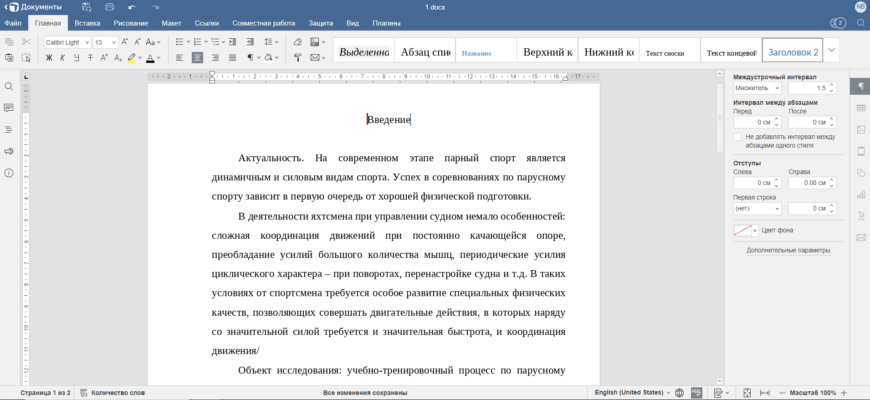 Документы
1.docx
NB
Файл Главная Вставка Рисование Макет Ссылки Совместная работа Защита Вид Плагины
2
Calibri Light 13
Ж К Ч Т
Выделенна Абзац спис Название Верхний к Нижний ко Текст сноски Текст концевой Заголовок 2
Введение
Актуальность. На современном этапе парный спорт является
динамичным и силовым видам спорта. Успех в соревнованиях по парусному
спорту зависит в первую очередь от хорошей физической подготовки.
В деятельности яхтсмена при управлении судном немало особенностей:
сложная координация движений при постоянно качающейся опоре,
преобладание усилий большого количества мышц, периодические усилия
циклического характера – при поворотах, перенастройке судна и т.д. В таких
условиях от спортсмена требуется особое развитие специальных физических
качеств, позволяющих совершать двигательные действия, в которых наряду
со значительной силой требуется и значительная быстрота, и координация
движения/
Объект исследования: учебно-тренировочный процесс по парусному
Междустрочный интервал
Множитель 1.5
Интервал между абзацами
Перед После
0 см 0 см
Не добавлять интервал между
абзацами одного стиля
Отступы
Слева Справа
0 см 0.08 см
Первая строка
(нет) 0 см
Цвет фона
Дополнительные параметры
Страница 1 из 2 Количество слов Все изменения сохранены English (United States) Масштаб 100%